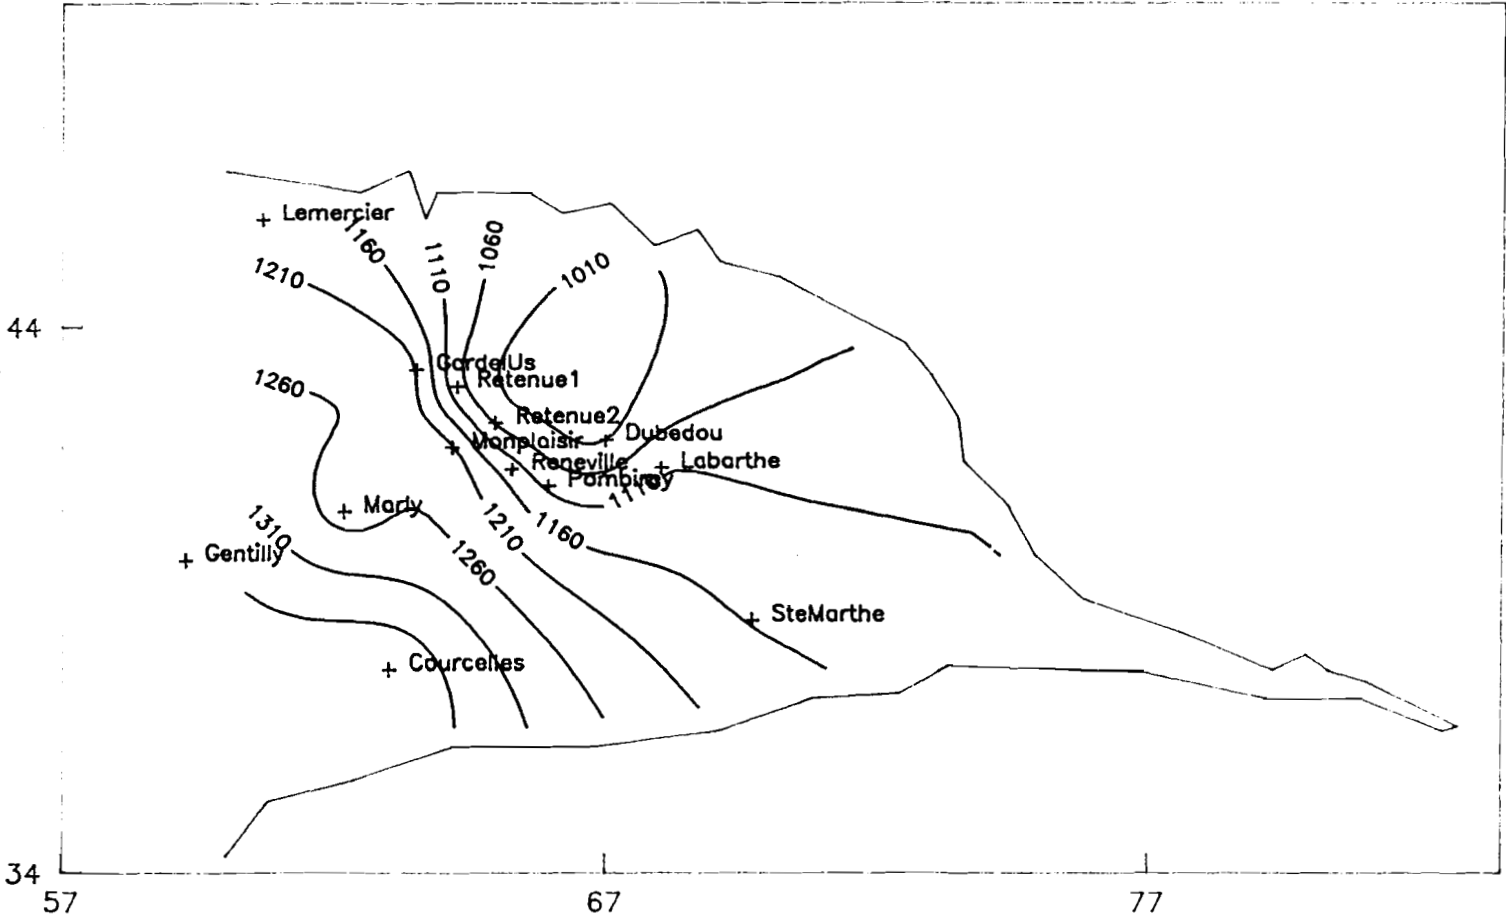 Lemercier
1160
1110
1060
1010
1210
44
GardelUs
Retenue1
1260
Retenue2
Dubedou
Monplaisir
Labarthe
Reneville
Pombiray
1110
Marly
1310
1210
1160
Gentilly
1260
SteMarthe
Courcelles
34
57
67
77